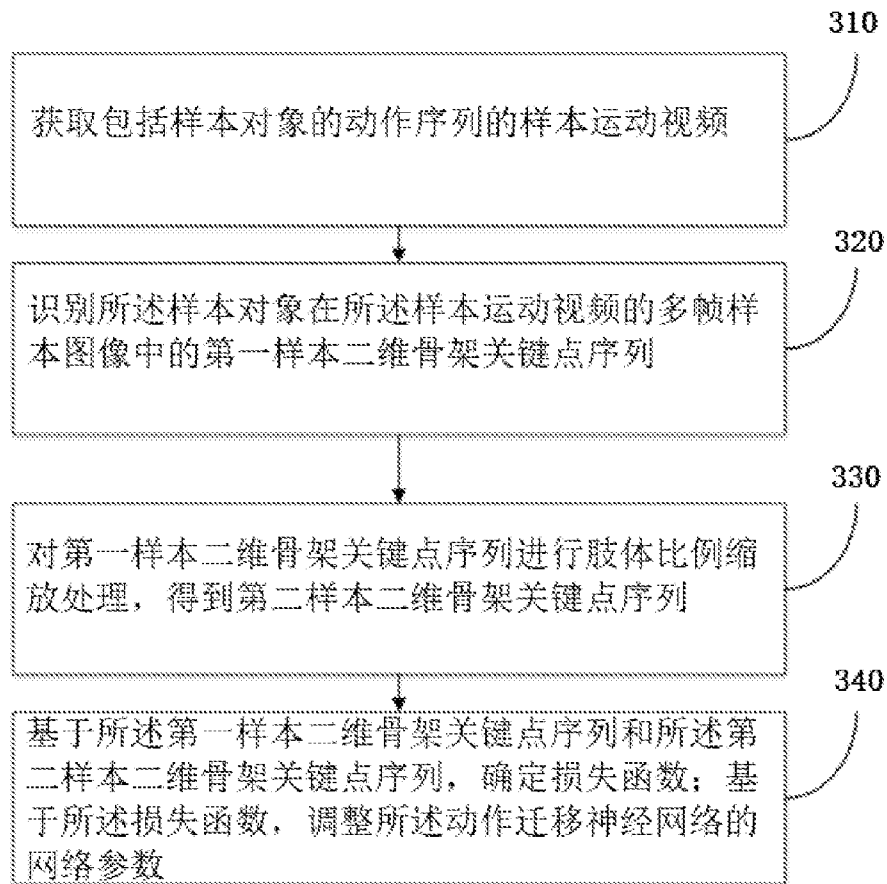 310
获取包括样本对象的动作序列的样本运动视频
320
识别所述样本对象在所述样本运动视频的多帧样
本图像中的第一样本二维骨架关键点序列
330
对第一样本二维骨架关键点序列进行肢体比例缩
放处理，得到第二样本二维骨架关键点序列
340
基于所述第一样本二维骨架关键点序列和所述第
二样本二维骨架关键点序列，确定损失函数；基
于所述损失函数，调整所述动作迁移神经网络的
网络参数